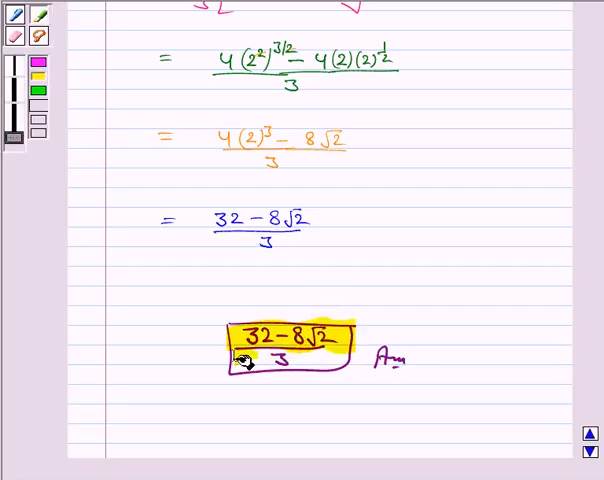 = 4(2²)^3/2 − 4(2)(2)^1/2 / 3
= 4(2)³ − 8√2 / 3
= 32 − 8√2 / 3
32 − 8√2 / 3 Ans